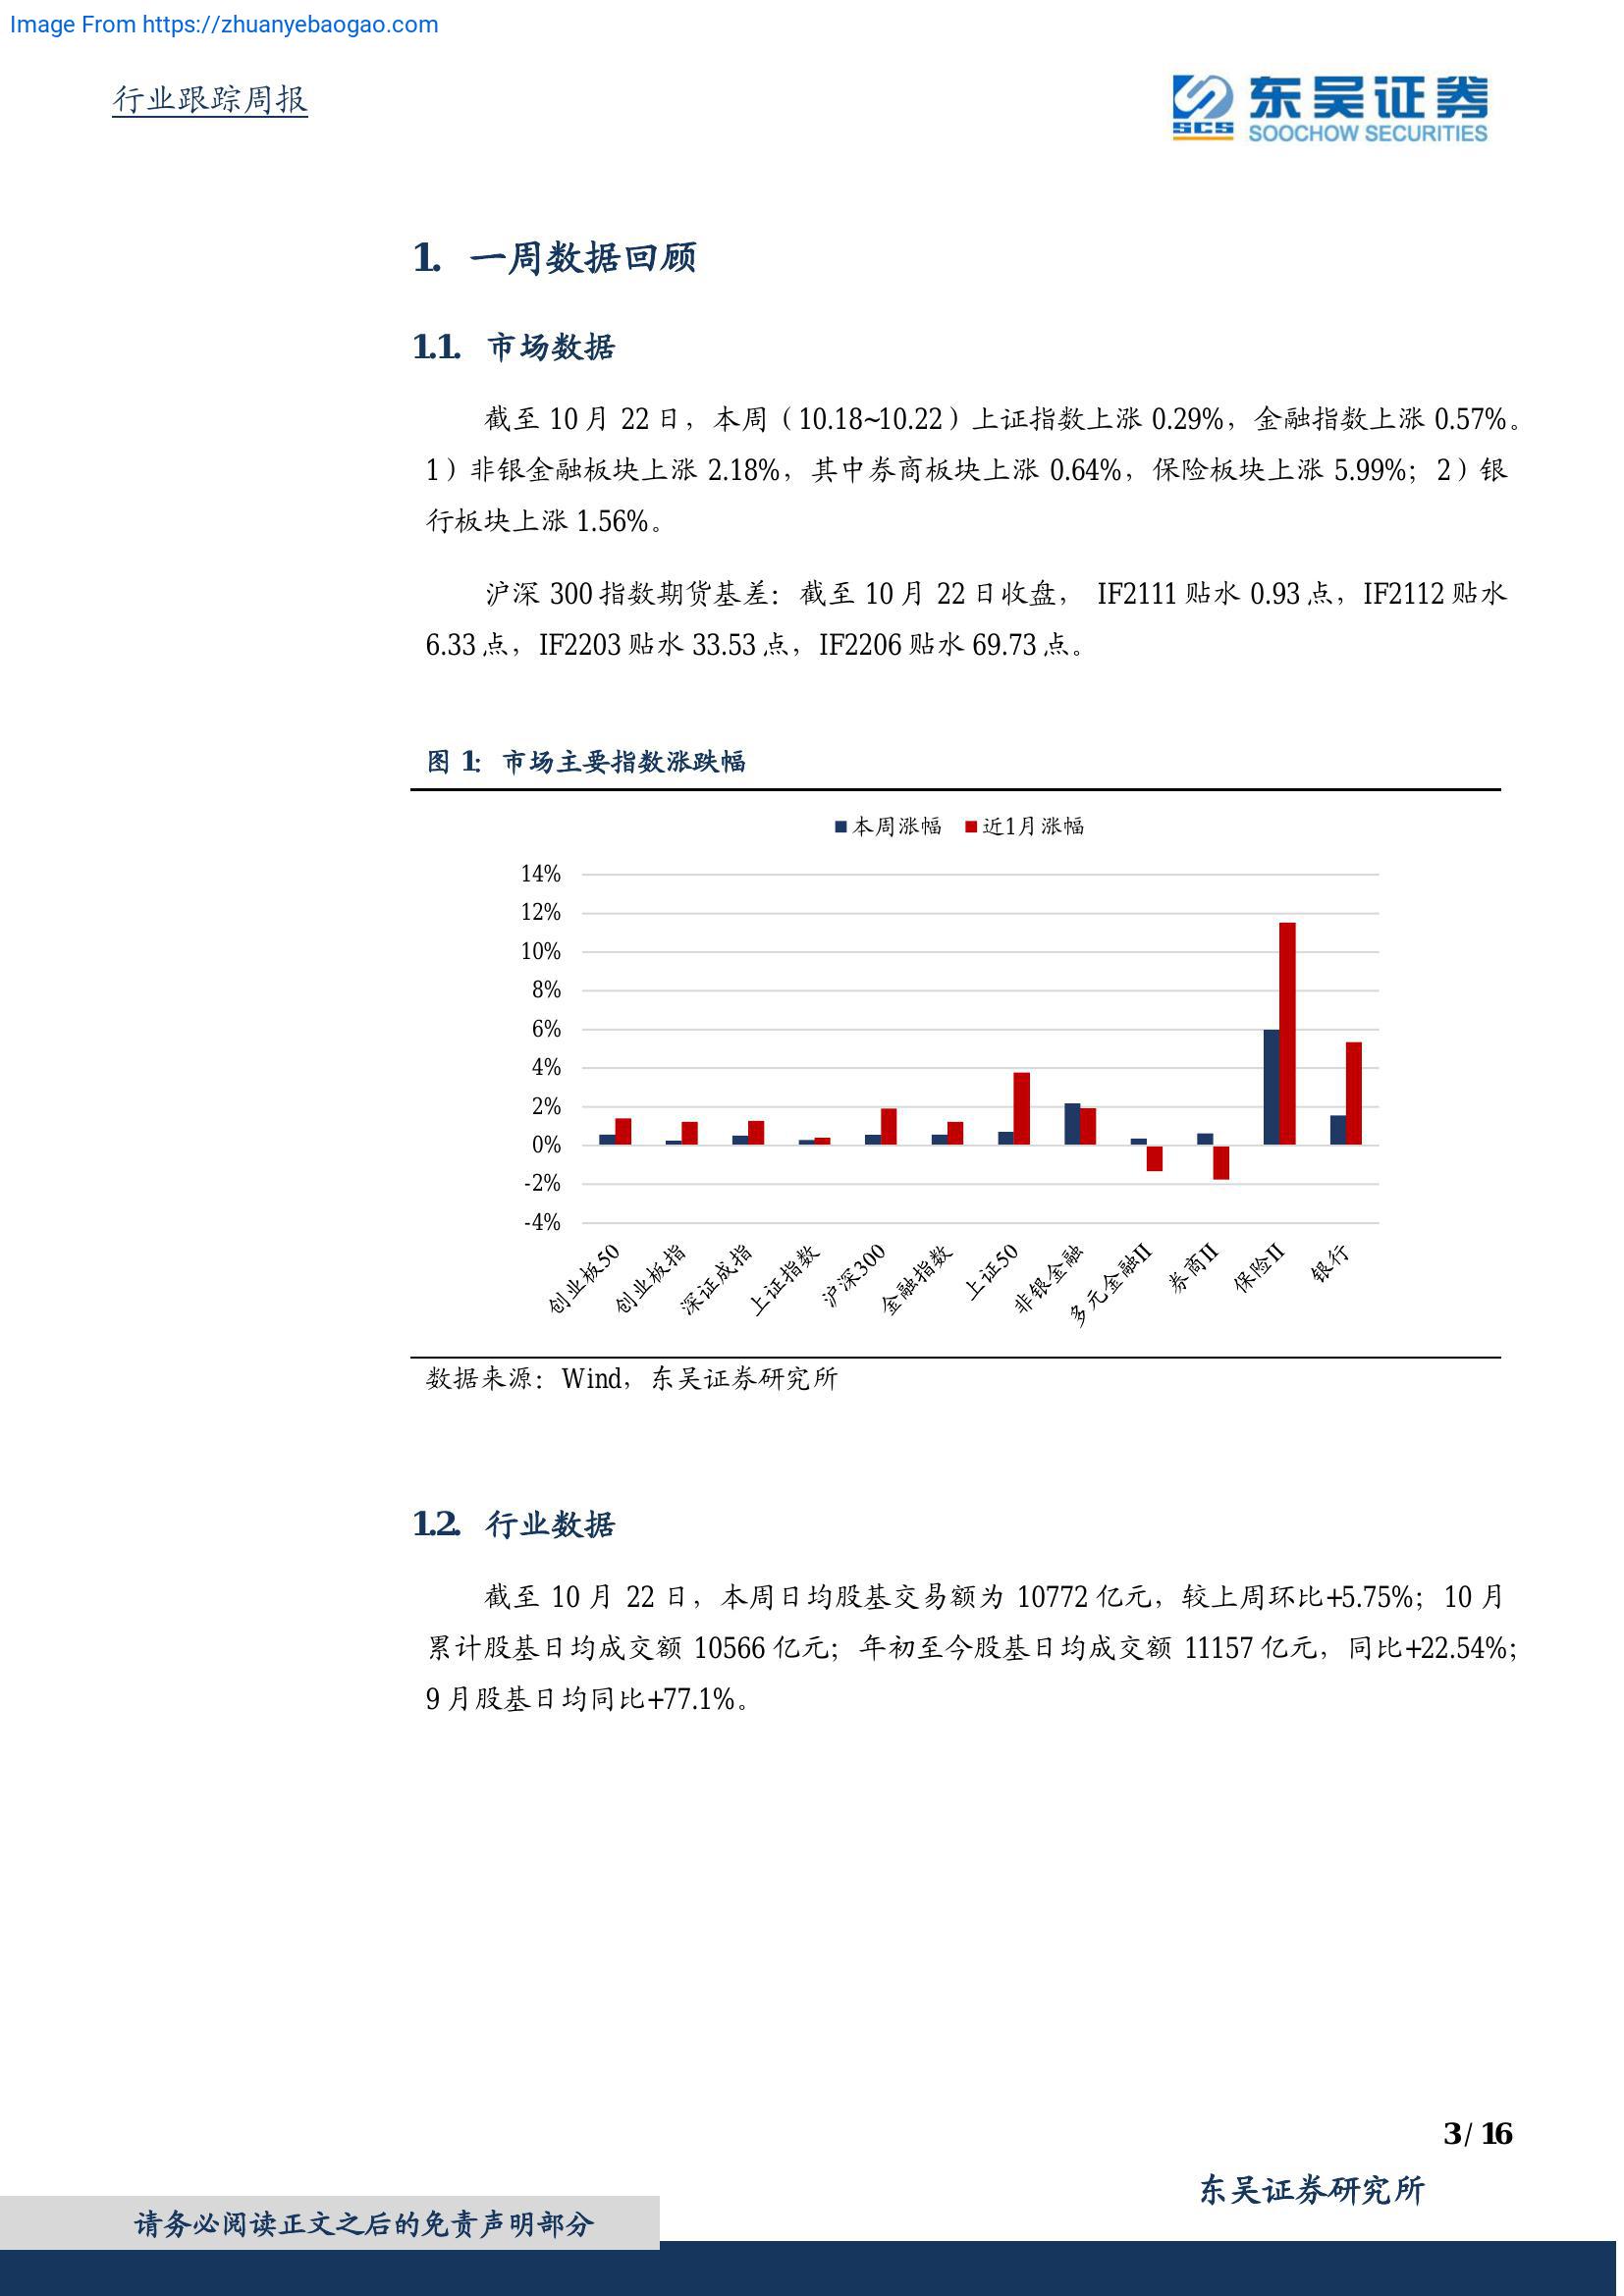 Image From https://zhuanyebaogao.com
行业跟踪周报
SCS
东吴证券
SOOCHOW SECURITIES
1. 一周数据回顾
1.1. 市场数据
截至 10 月 22 日，本周（10.18~10.22）上证指数上涨 0.29%，金融指数上涨 0.57%。
1）非银金融板块上涨 2.18%，其中券商板块上涨 0.64%，保险板块上涨 5.99%；2）银
行板块上涨 1.56%。
沪深 300 指数期货基差：截至 10 月 22 日收盘， IF2111 贴水 0.93 点，IF2112 贴水
6.33 点，IF2203 贴水 33.53 点，IF2206 贴水 69.73 点。
图 1：市场主要指数涨跌幅
本周涨幅 近1月涨幅
14%
12%
10%
8%
6%
4%
2%
0%
-2%
-4%
创业板50 创业板指 深证成指 上证指数 沪深300 金融指数 上证50 非银金融 多元金融II 券商II 保险II 银行
数据来源：Wind，东吴证券研究所
1.2. 行业数据
截至 10 月 22 日，本周日均股基交易额为 10772 亿元，较上周环比+5.75%；10 月
累计股基日均成交额 10566 亿元；年初至今股基日均成交额 11157 亿元，同比+22.54%；
9 月股基日均同比+77.1%。
3 / 16
东吴证券研究所
请务必阅读正文之后的免责声明部分